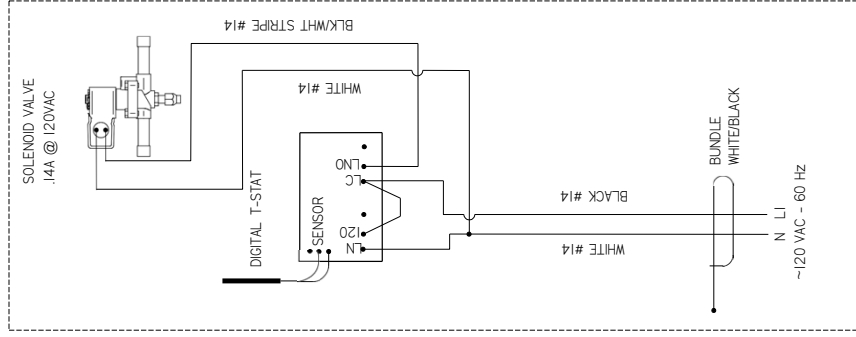 BLK/WHT STRIPE #14
WHITE #14
SOLENOID VALVE
.14A @ 120VAC
DIGITAL T-STAT
SENSOR
LNO
LC
120
LN
BLACK #14
WHITE #14
BUNDLE
WHITE/BLACK
L1
N
~120 VAC - 60 Hz